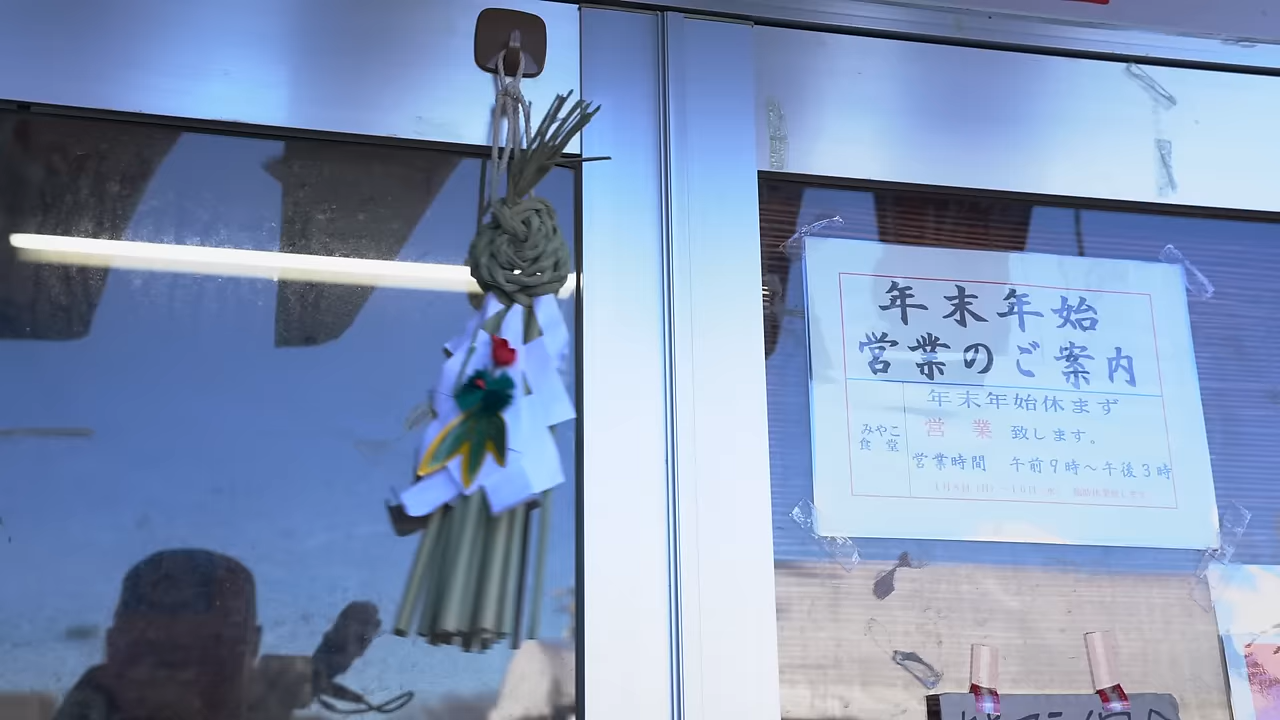 年末年始
営業のご案内
みやこ
食堂
年末年始休まず
営業 致します。
営業時間 午前9時～午後3時